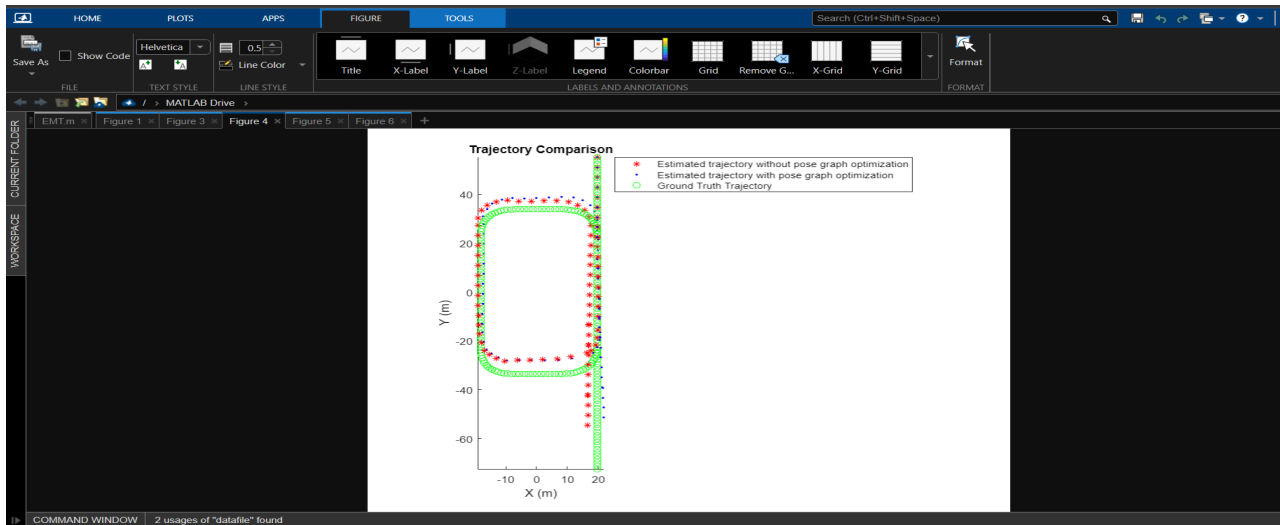 HOME PLOTS APPS FIGURE TOOLS Search (Ctrl+Shift+Space)
Save As Show Code Helvetica 0.5 Line Color Title X-Label Y-Label Z-Label Legend Colorbar Grid Remove G... X-Grid Y-Grid Format
FILE TEXT STYLE LINE STYLE LABELS AND ANNOTATIONS FORMAT
/ > MATLAB Drive >
EMT.m × Figure 1 × Figure 3 × Figure 4 × Figure 5 × Figure 6 × +
CURRENT FOLDER
WORKSPACE
Trajectory Comparison
Estimated trajectory without pose graph optimization
Estimated trajectory with pose graph optimization
Ground Truth Trajectory
40
20
0
-20
-40
-60
Y (m)
-10 0 10 20
X (m)
COMMAND WINDOW 2 usages of "datafile" found